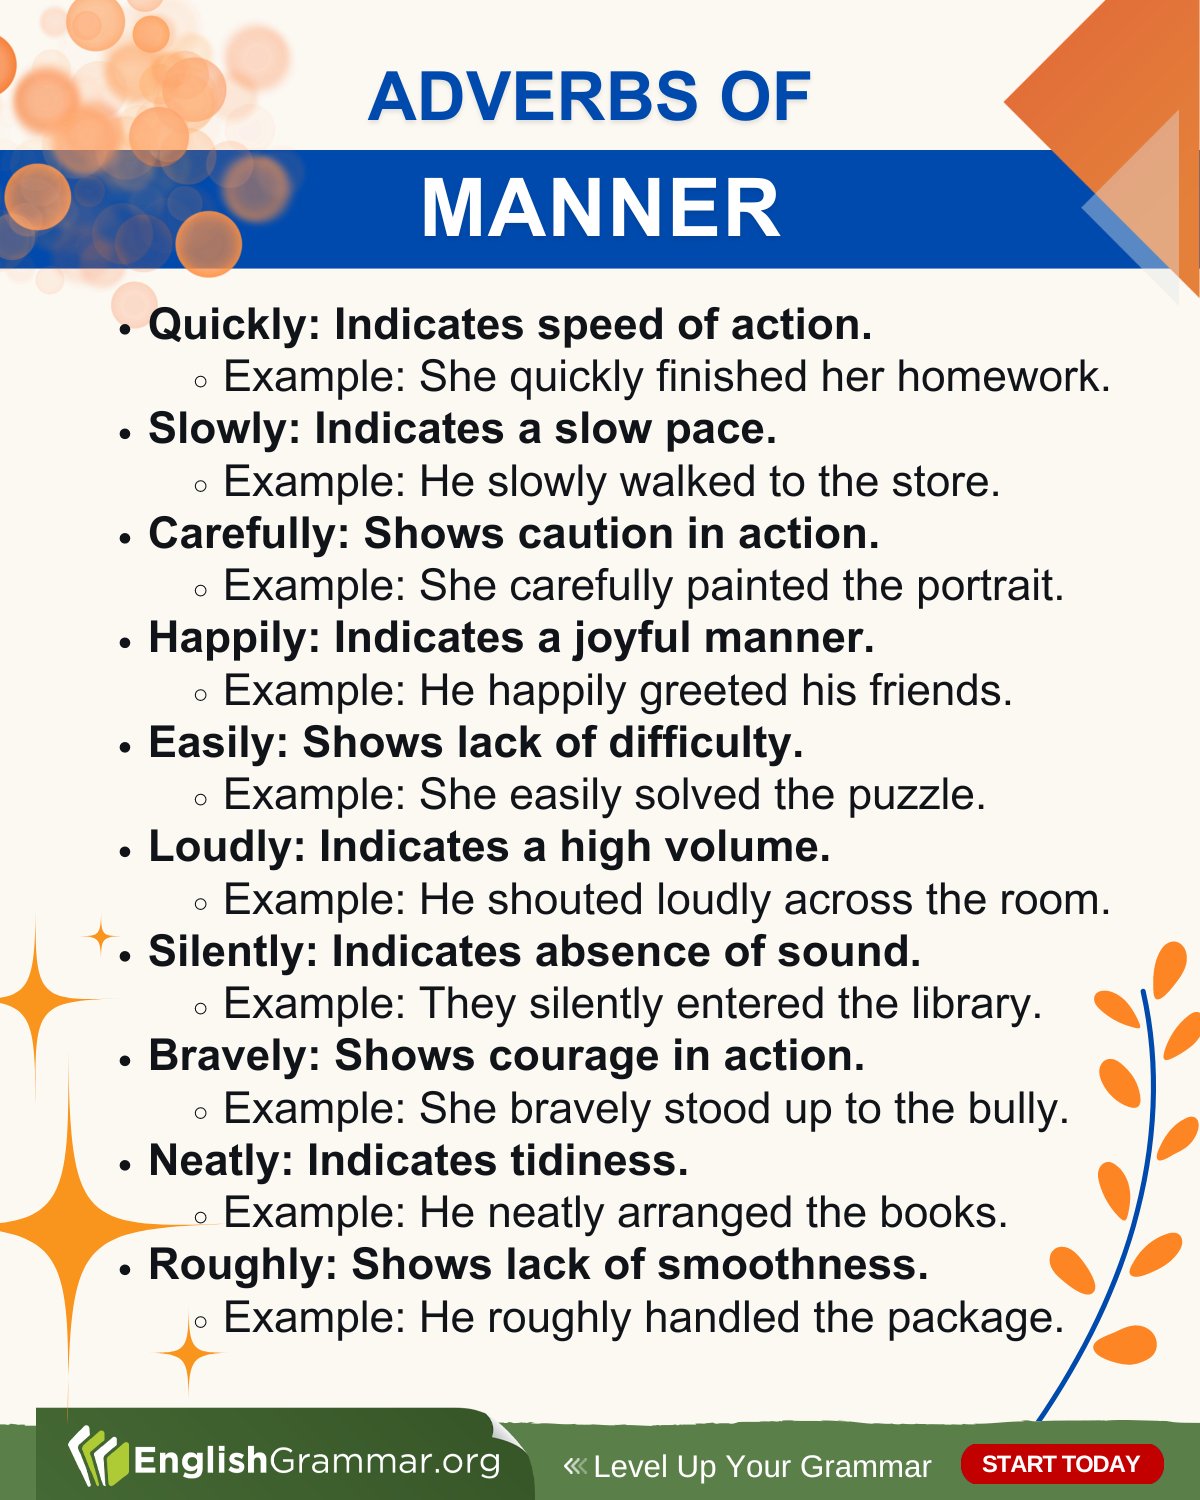 ADVERBS OF
MANNER
• Quickly: Indicates speed of action.
◦ Example: She quickly finished her homework.
• Slowly: Indicates a slow pace.
◦ Example: He slowly walked to the store.
• Carefully: Shows caution in action.
◦ Example: She carefully painted the portrait.
• Happily: Indicates a joyful manner.
◦ Example: He happily greeted his friends.
• Easily: Shows lack of difficulty.
◦ Example: She easily solved the puzzle.
• Loudly: Indicates a high volume.
◦ Example: He shouted loudly across the room.
• Silently: Indicates absence of sound.
◦ Example: They silently entered the library.
• Bravely: Shows courage in action.
◦ Example: She bravely stood up to the bully.
• Neatly: Indicates tidiness.
◦ Example: He neatly arranged the books.
• Roughly: Shows lack of smoothness.
◦ Example: He roughly handled the package.
EnglishGrammar.org
Level Up Your Grammar
START TODAY